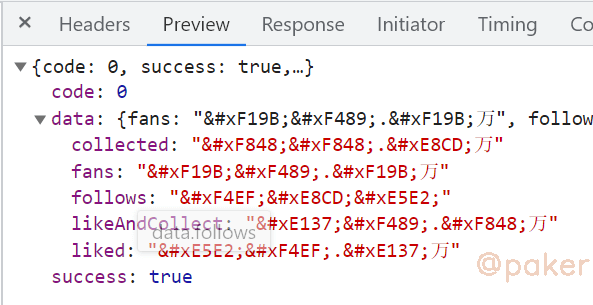 Headers Preview Response Initiator Timing Co
{code: 0, success: true,…}
code: 0
data: {fans: "&#xF19B;&#xF489;.&#xF19B;万", follow
collected: "&#xF848;&#xF848;.&#xE8CD;万"
fans: "&#xF19B;&#xF489;.&#xF19B;万"
follows: "&#xF4EF;&#xE8CD;&#xE5E2;"
likeAndCollect: "&#xE137;&#xF489;.&#xF848;万"
data.follows
liked: "&#xE5E2;&#xF4EF;.&#xE137;万"
success: true
@paker